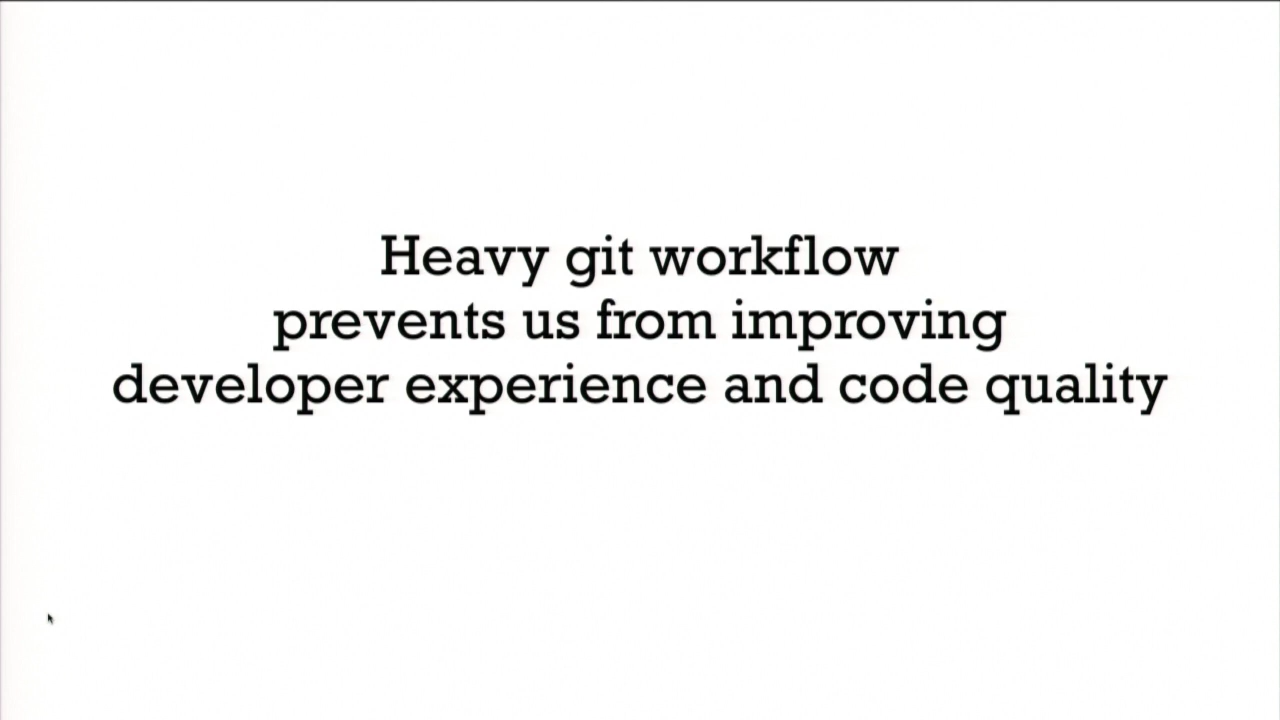 Heavy git workflow
prevents us from improving
developer experience and code quality